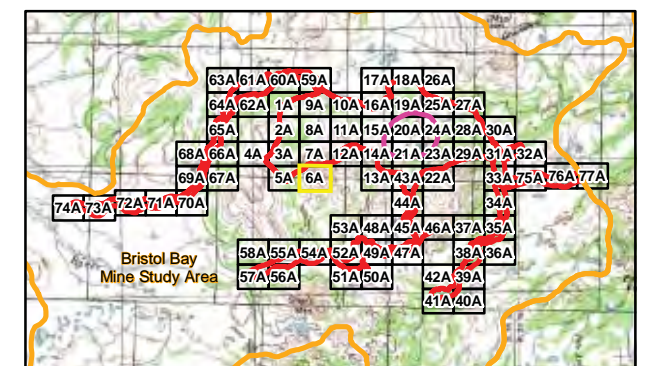 63A 61A 60A 59A 17A 18A 26A
64A 62A 1A 9A 10A 16A 19A 25A 27A
65A 2A 8A 11A 15A 20A 24A 28A 30A
68A 66A 4A 3A 7A 12A 14A 21A 23A 29A 31A 32A
69A 67A 5A 6A 13A 43A 22A 33A 75A 76A 77A
74A 73A 72A 71A 70A 44A 34A
53A 48A 45A 46A 37A 35A
58A 55A 54A 52A 49A 47A 38A 36A
57A 56A 51A 50A 42A 39A
41A 40A
Bristol Bay
Mine Study Area